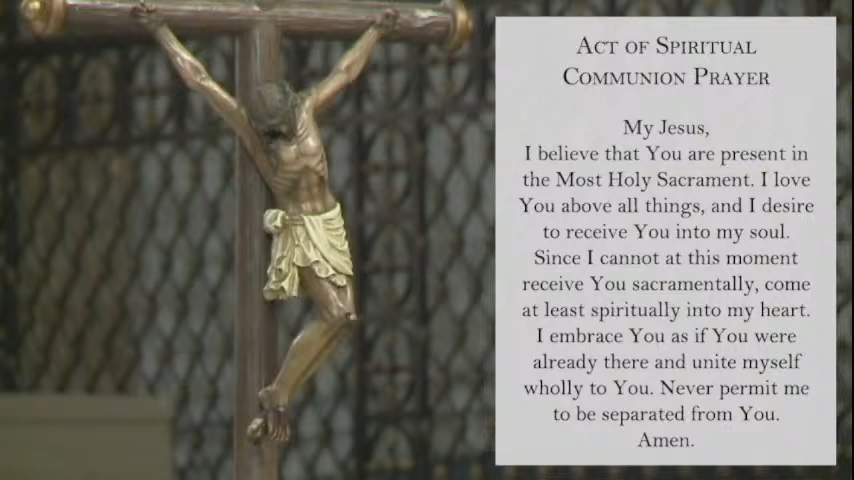 Act of Spiritual
Communion Prayer
My Jesus,
I believe that You are present in
the Most Holy Sacrament. I love
You above all things, and I desire
to receive You into my soul.
Since I cannot at this moment
receive You sacramentally, come
at least spiritually into my heart.
I embrace You as if You were
already there and unite myself
wholly to You. Never permit me
to be separated from You.
Amen.